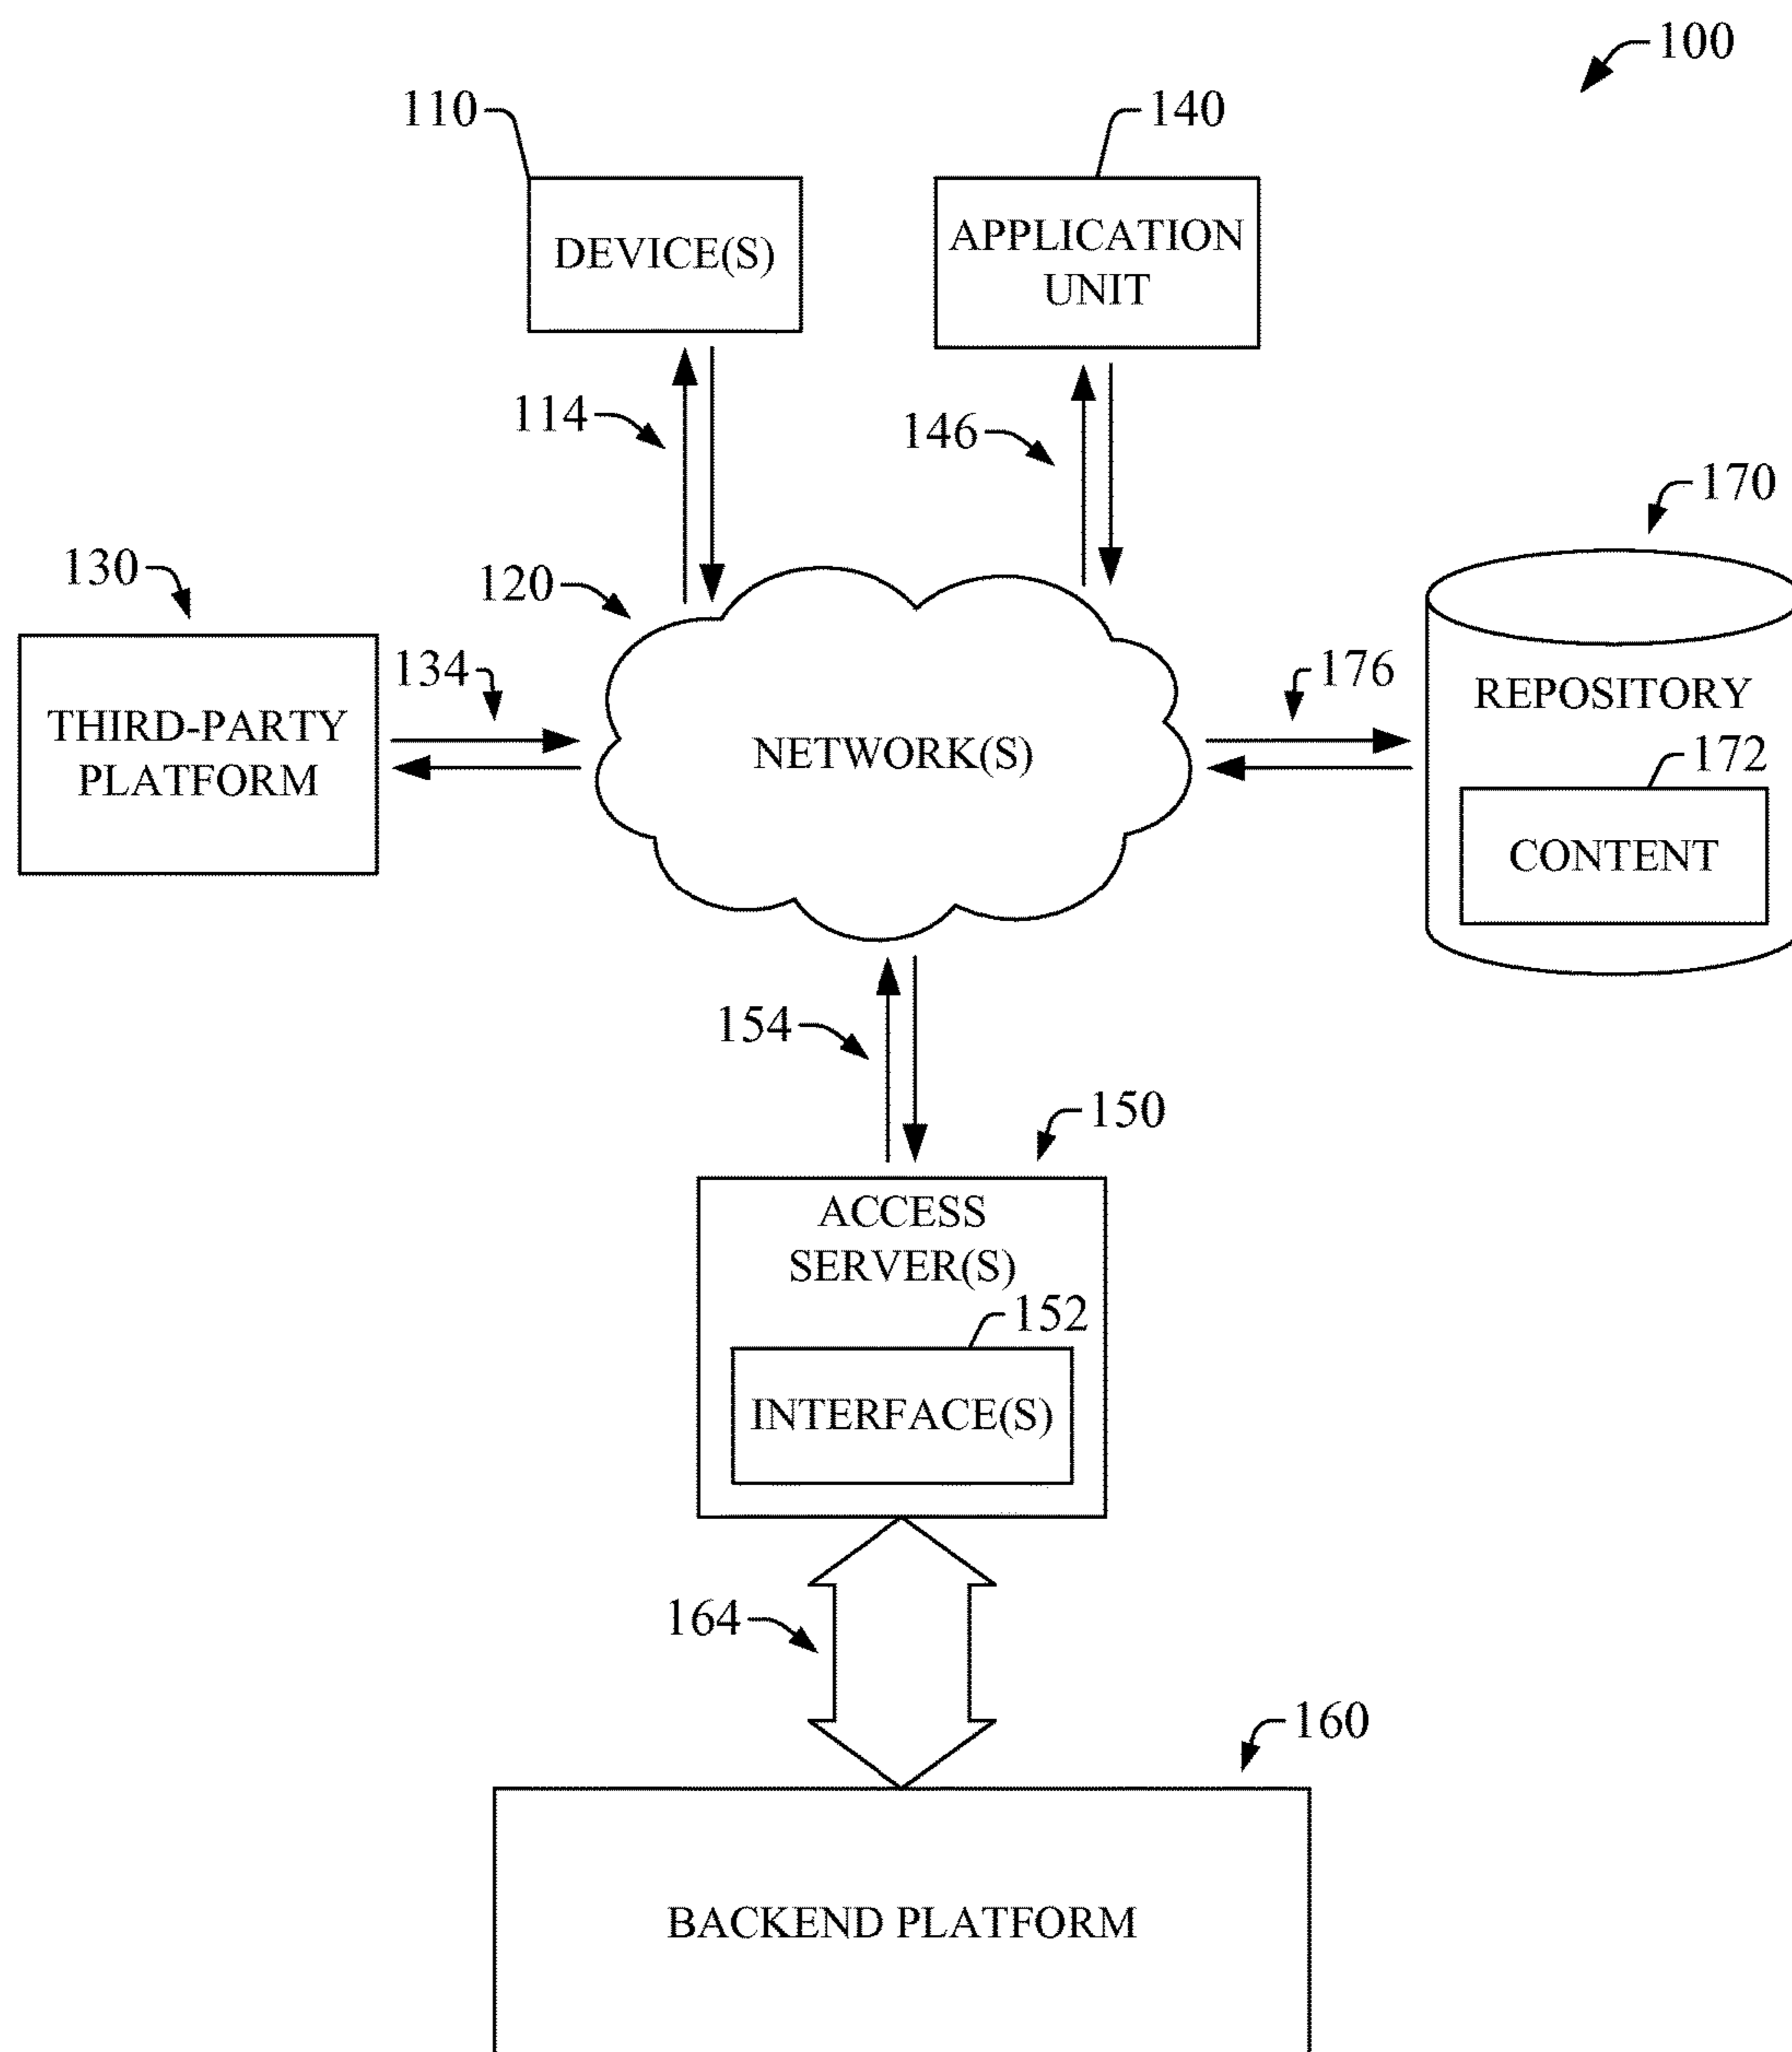 100
110
140
DEVICE(S)
APPLICATION
UNIT
114
146
170
130
120
134
176
THIRD-PARTY
PLATFORM
NETWORK(S)
REPOSITORY
172
CONTENT
154
150
ACCESS
SERVER(S)
152
INTERFACE(S)
164
160
BACKEND PLATFORM